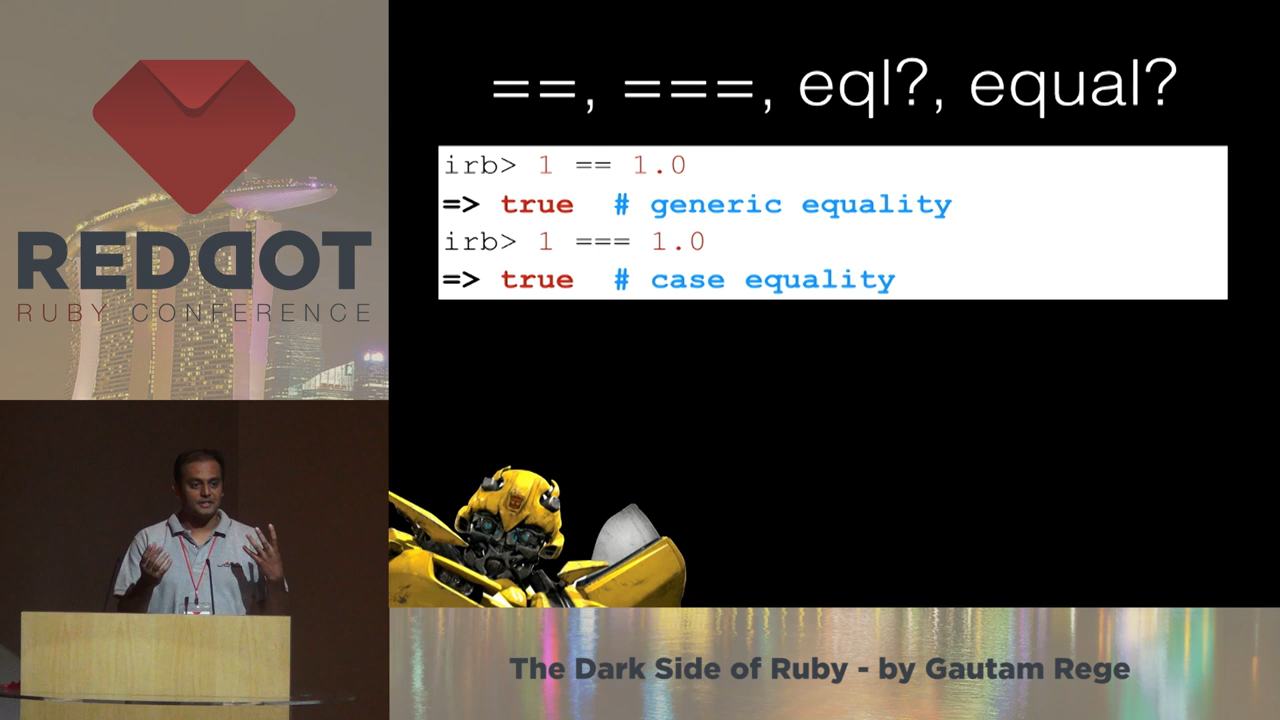 REDDOT
RUBY CONFERENCE
==, ===, eql?, equal?
irb> 1 == 1.0
=> true # generic equality
irb> 1 === 1.0
=> true # case equality
The Dark Side of Ruby - by Gautam Rege